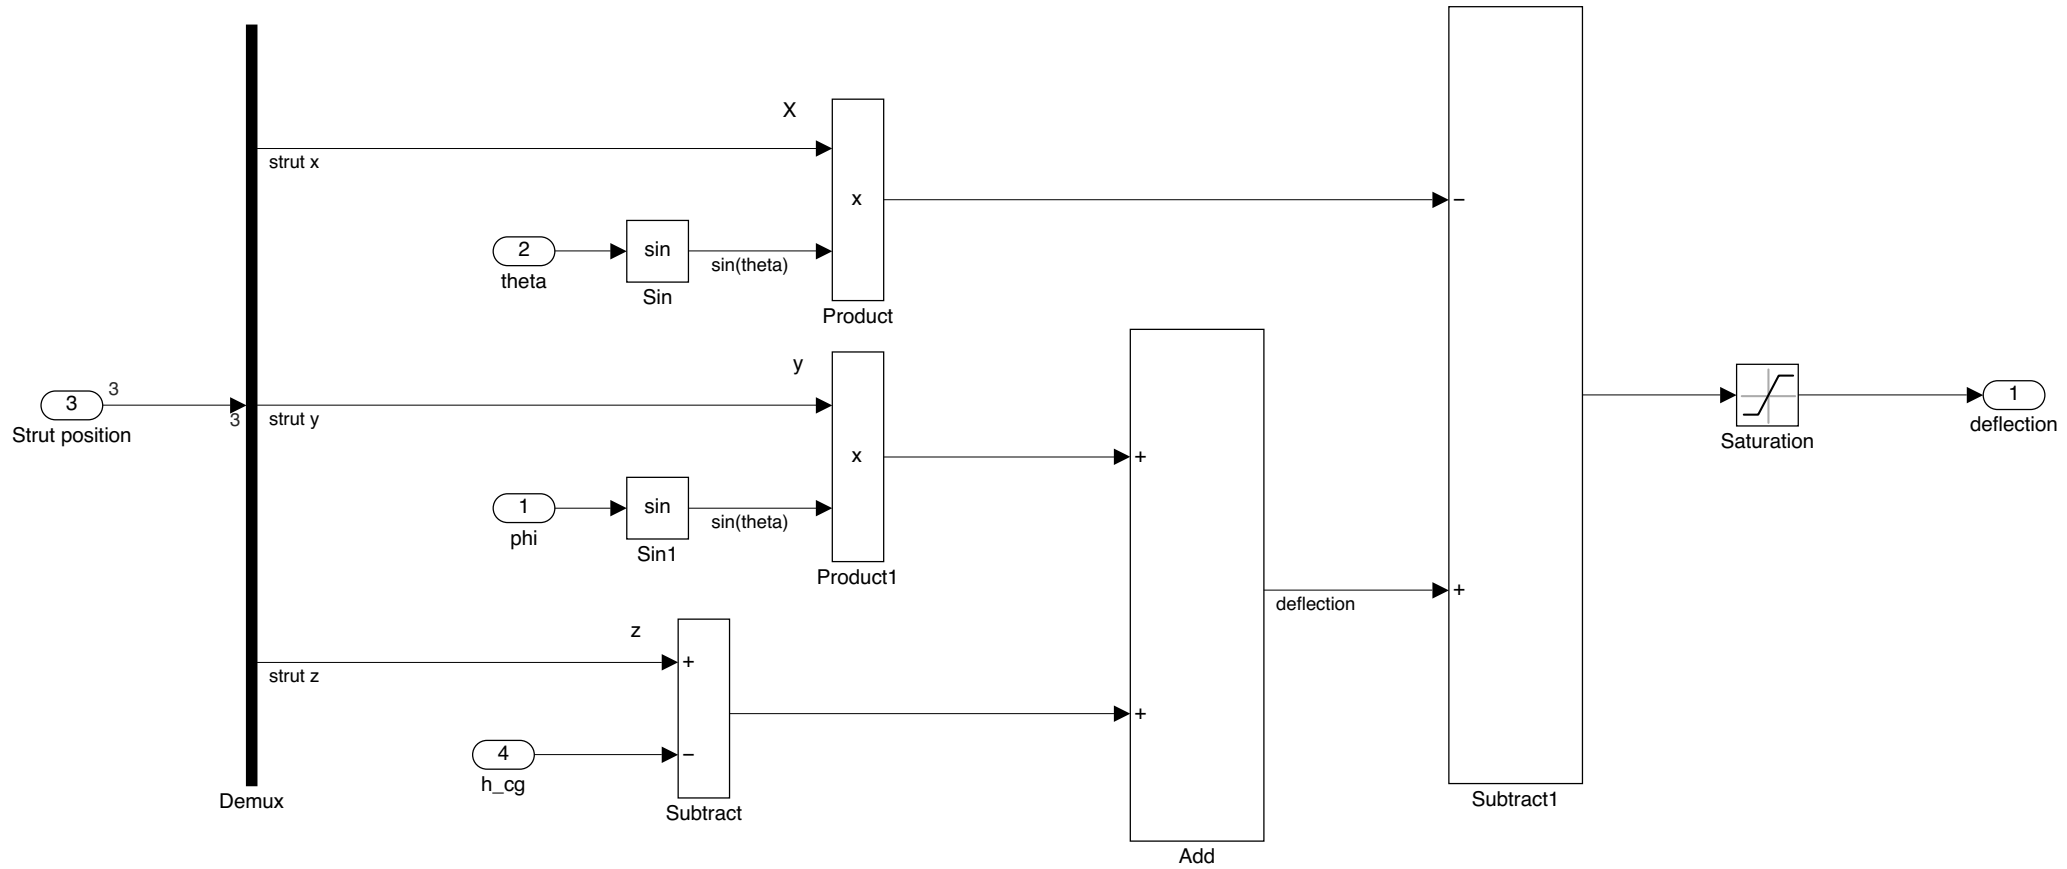 X
strut x
x
−
2
sin
sin(theta)
theta
Sin
Product
y
3
3
3
strut y
Strut position
x
+
1
sin
sin(theta)
phi
Sin1
Product1
1
Saturation
deflection
z
+
strut z
+
deflection
+
4
−
h_cg
Demux
Subtract
Subtract1
Add